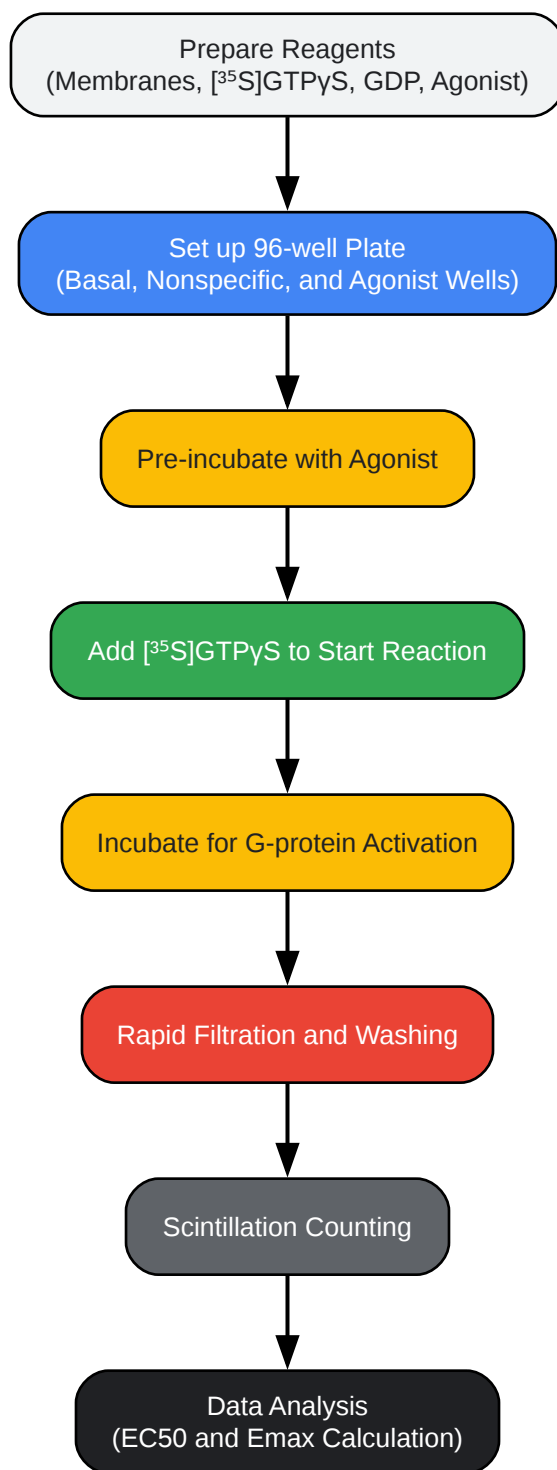 Prepare Reagents
(Membranes, [³⁵S]GTPγS, GDP, Agonist)
Set up 96-well Plate
(Basal, Nonspecific, and Agonist Wells)
Pre-incubate with Agonist
Add [³⁵S]GTPγS to Start Reaction
Incubate for G-protein Activation
Rapid Filtration and Washing
Scintillation Counting
Data Analysis
(EC50 and Emax Calculation)